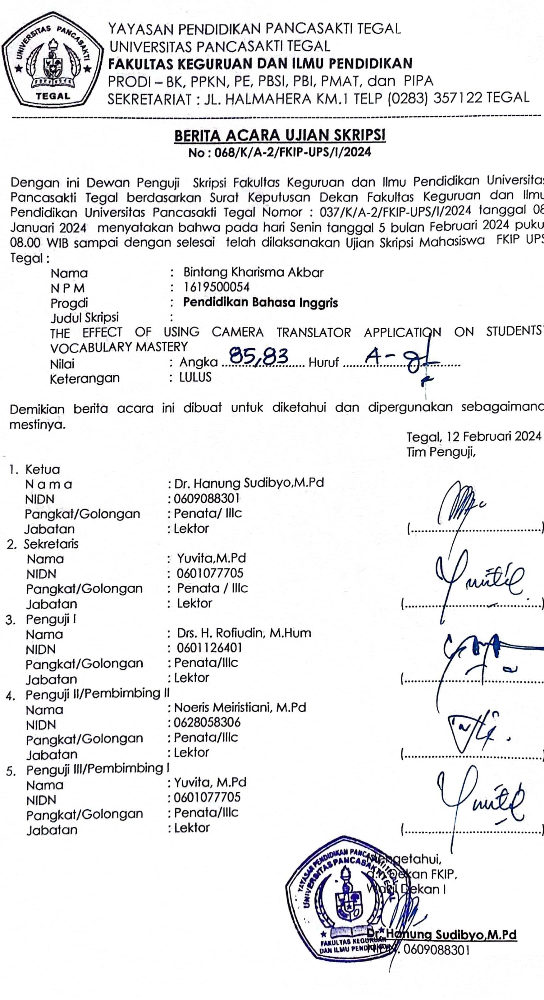 UNIVERSITAS PANCASAKTI
TEGAL
YAYASAN PENDIDIKAN PANCASAKTI TEGAL
UNIVERSITAS PANCASAKTI TEGAL
FAKULTAS KEGURUAN DAN ILMU PENDIDIKAN
PRODI – BK, PPKN, PE, PBSI, PBI, PMAT, dan PIPA
SEKRETARIAT : JL. HALMAHERA KM.1 TELP (0283) 357122 TEGAL
BERITA ACARA UJIAN SKRIPSI
No : 068/K/A-2/FKIP-UPS/I/2024
Dengan ini Dewan Penguji Skripsi Fakultas Keguruan dan Ilmu Pendidikan Universitas
Pancasakti Tegal berdasarkan Surat Keputusan Dekan Fakultas Keguruan dan Ilmu
Pendidikan Universitas Pancasakti Tegal Nomor : 037/K/A-2/FKIP-UPS/I/2024 tanggal 08
Januari 2024 menyatakan bahwa pada hari Senin tanggal 5 bulan Februari 2024 puku
08.00 WIB sampai dengan selesai telah dilaksanakan Ujian Skripsi Mahasiswa FKIP UPS
Tegal :
Nama : Bintang Kharisma Akbar
N P M : 1619500054
Progdi : Pendidikan Bahasa Inggris
Judul Skripsi :
THE EFFECT OF USING CAMERA TRANSLATOR APPLICATION ON STUDENTS'
VOCABULARY MASTERY
Nilai : Angka 85,83 Huruf A-
Keterangan : LULUS
Demikian berita acara ini dibuat untuk diketahui dan dipergunakan sebagaimana
mestinya.
Tegal, 12 Februari 2024
Tim Penguji,
1. Ketua
N a m a : Dr. Hanung Sudibyo,M.Pd
NIDN : 0609088301
Pangkat/Golongan : Penata/ IIIc
Jabatan : Lektor
2. Sekretaris
Nama : Yuvita,M.Pd
NIDN : 0601077705
Pangkat/Golongan : Penata / IIIc
Jabatan : Lektor
3. Penguji I
Nama : Drs. H. Rofiudin, M.Hum
NIDN : 0601126401
Pangkat/Golongan : Penata/IIIc
Jabatan : Lektor
4. Penguji II/Pembimbing II
Nama : Noeris Meiristiani, M.Pd
NIDN : 0628058306
Pangkat/Golongan : Penata/IIIc
Jabatan : Lektor
5. Penguji III/Pembimbing I
Nama : Yuvita, M.Pd
NIDN : 0601077705
Pangkat/Golongan : Penata/IIIc
Jabatan : Lektor
Mengetahui,
a.n Dekan FKIP,
Wakil Dekan I
YAYASAN PENDIDIKAN PANCASAKTI TEGAL
UNIVERSITAS PANCASAKTI TEGAL
FAKULTAS KEGURUAN
DAN ILMU PENDIDIKAN
Dr. Hanung Sudibyo,M.Pd
NIDN. 0609088301